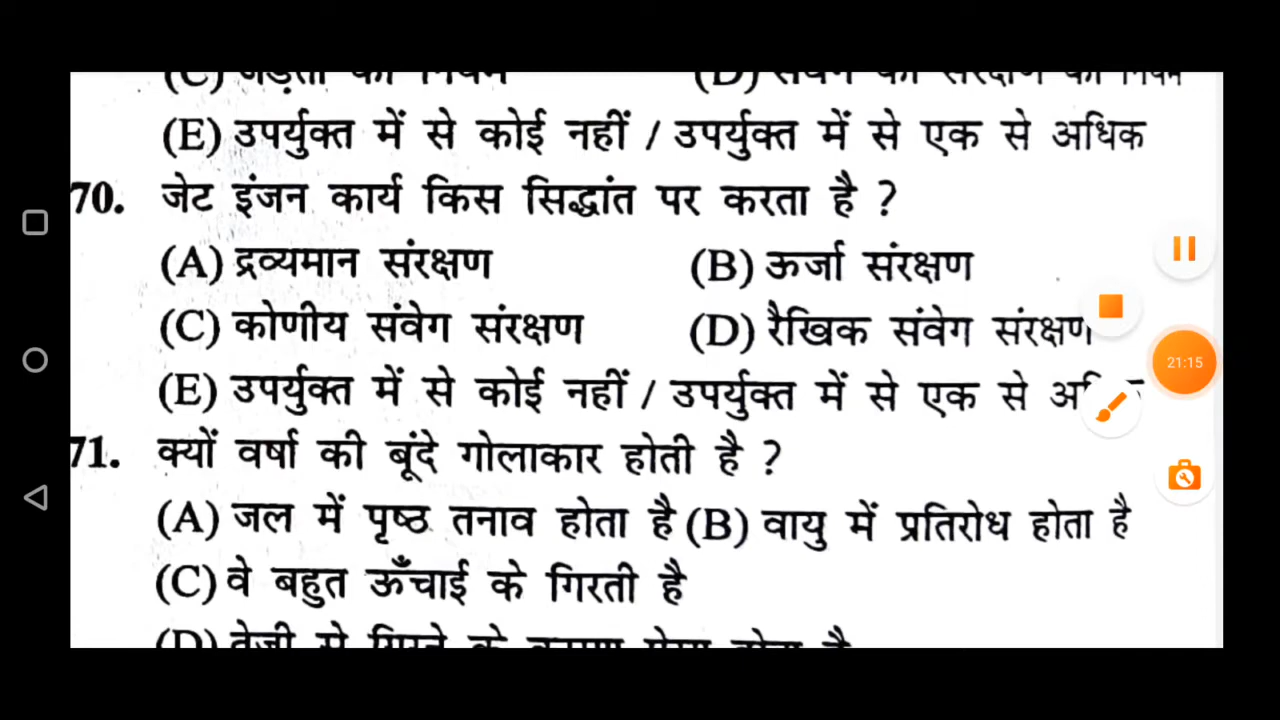 (E) उपर्युक्त में से कोई नहीं / उपर्युक्त में से एक से अधिक
70. जेट इंजन कार्य किस सिद्धांत पर करता है ?
(A) द्रव्यमान संरक्षण (B) ऊर्जा संरक्षण
(C) कोणीय संवेग संरक्षण (D) रैखिक संवेग संरक्षण
21:15
(E) उपर्युक्त में से कोई नहीं / उपर्युक्त में से एक से
71. क्यों वर्षा की बूंदे गोलाकार होती है ?
(A) जल में पृष्ठ तनाव होता है (B) वायु में प्रतिरोध होता है
(C) वे बहुत ऊँचाई के गिरती है